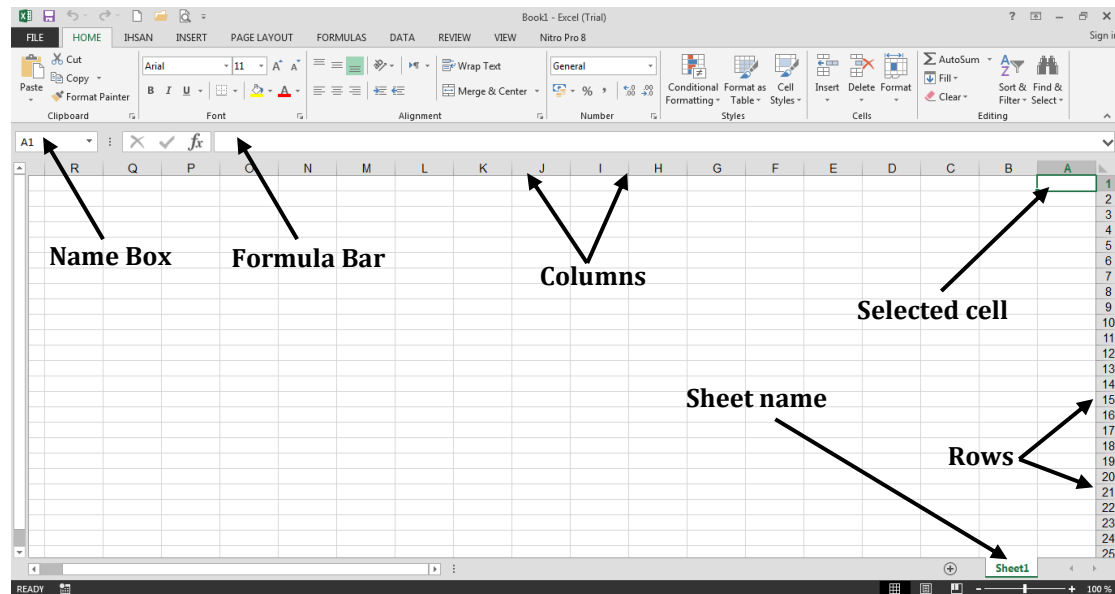 Book1 - Excel (Trial)
FILE HOME IHSAN INSERT PAGE LAYOUT FORMULAS DATA REVIEW VIEW Nitro Pro 8 Sign i
Cut
Copy
Format Painter
Paste
Clipboard
Arial 11 A A
B I U A
Font
Wrap Text
Merge & Center
Alignment
General
% ,
Number
Conditional Formatting
Format as Table
Cell Styles
Styles
Insert Delete Format
Cells
AutoSum
Fill
Clear
Sort & Filter
Find & Select
Editing
A1 fx
R Q P O N M L K J I H G F E D C B A
1
2
3
4
5
6
7
8
9
10
11
12
13
14
15
16
17
18
19
20
21
22
23
24
25
Name Box
Formula Bar
Columns
Selected cell
Sheet name
Rows
Sheet1
READY 100 %